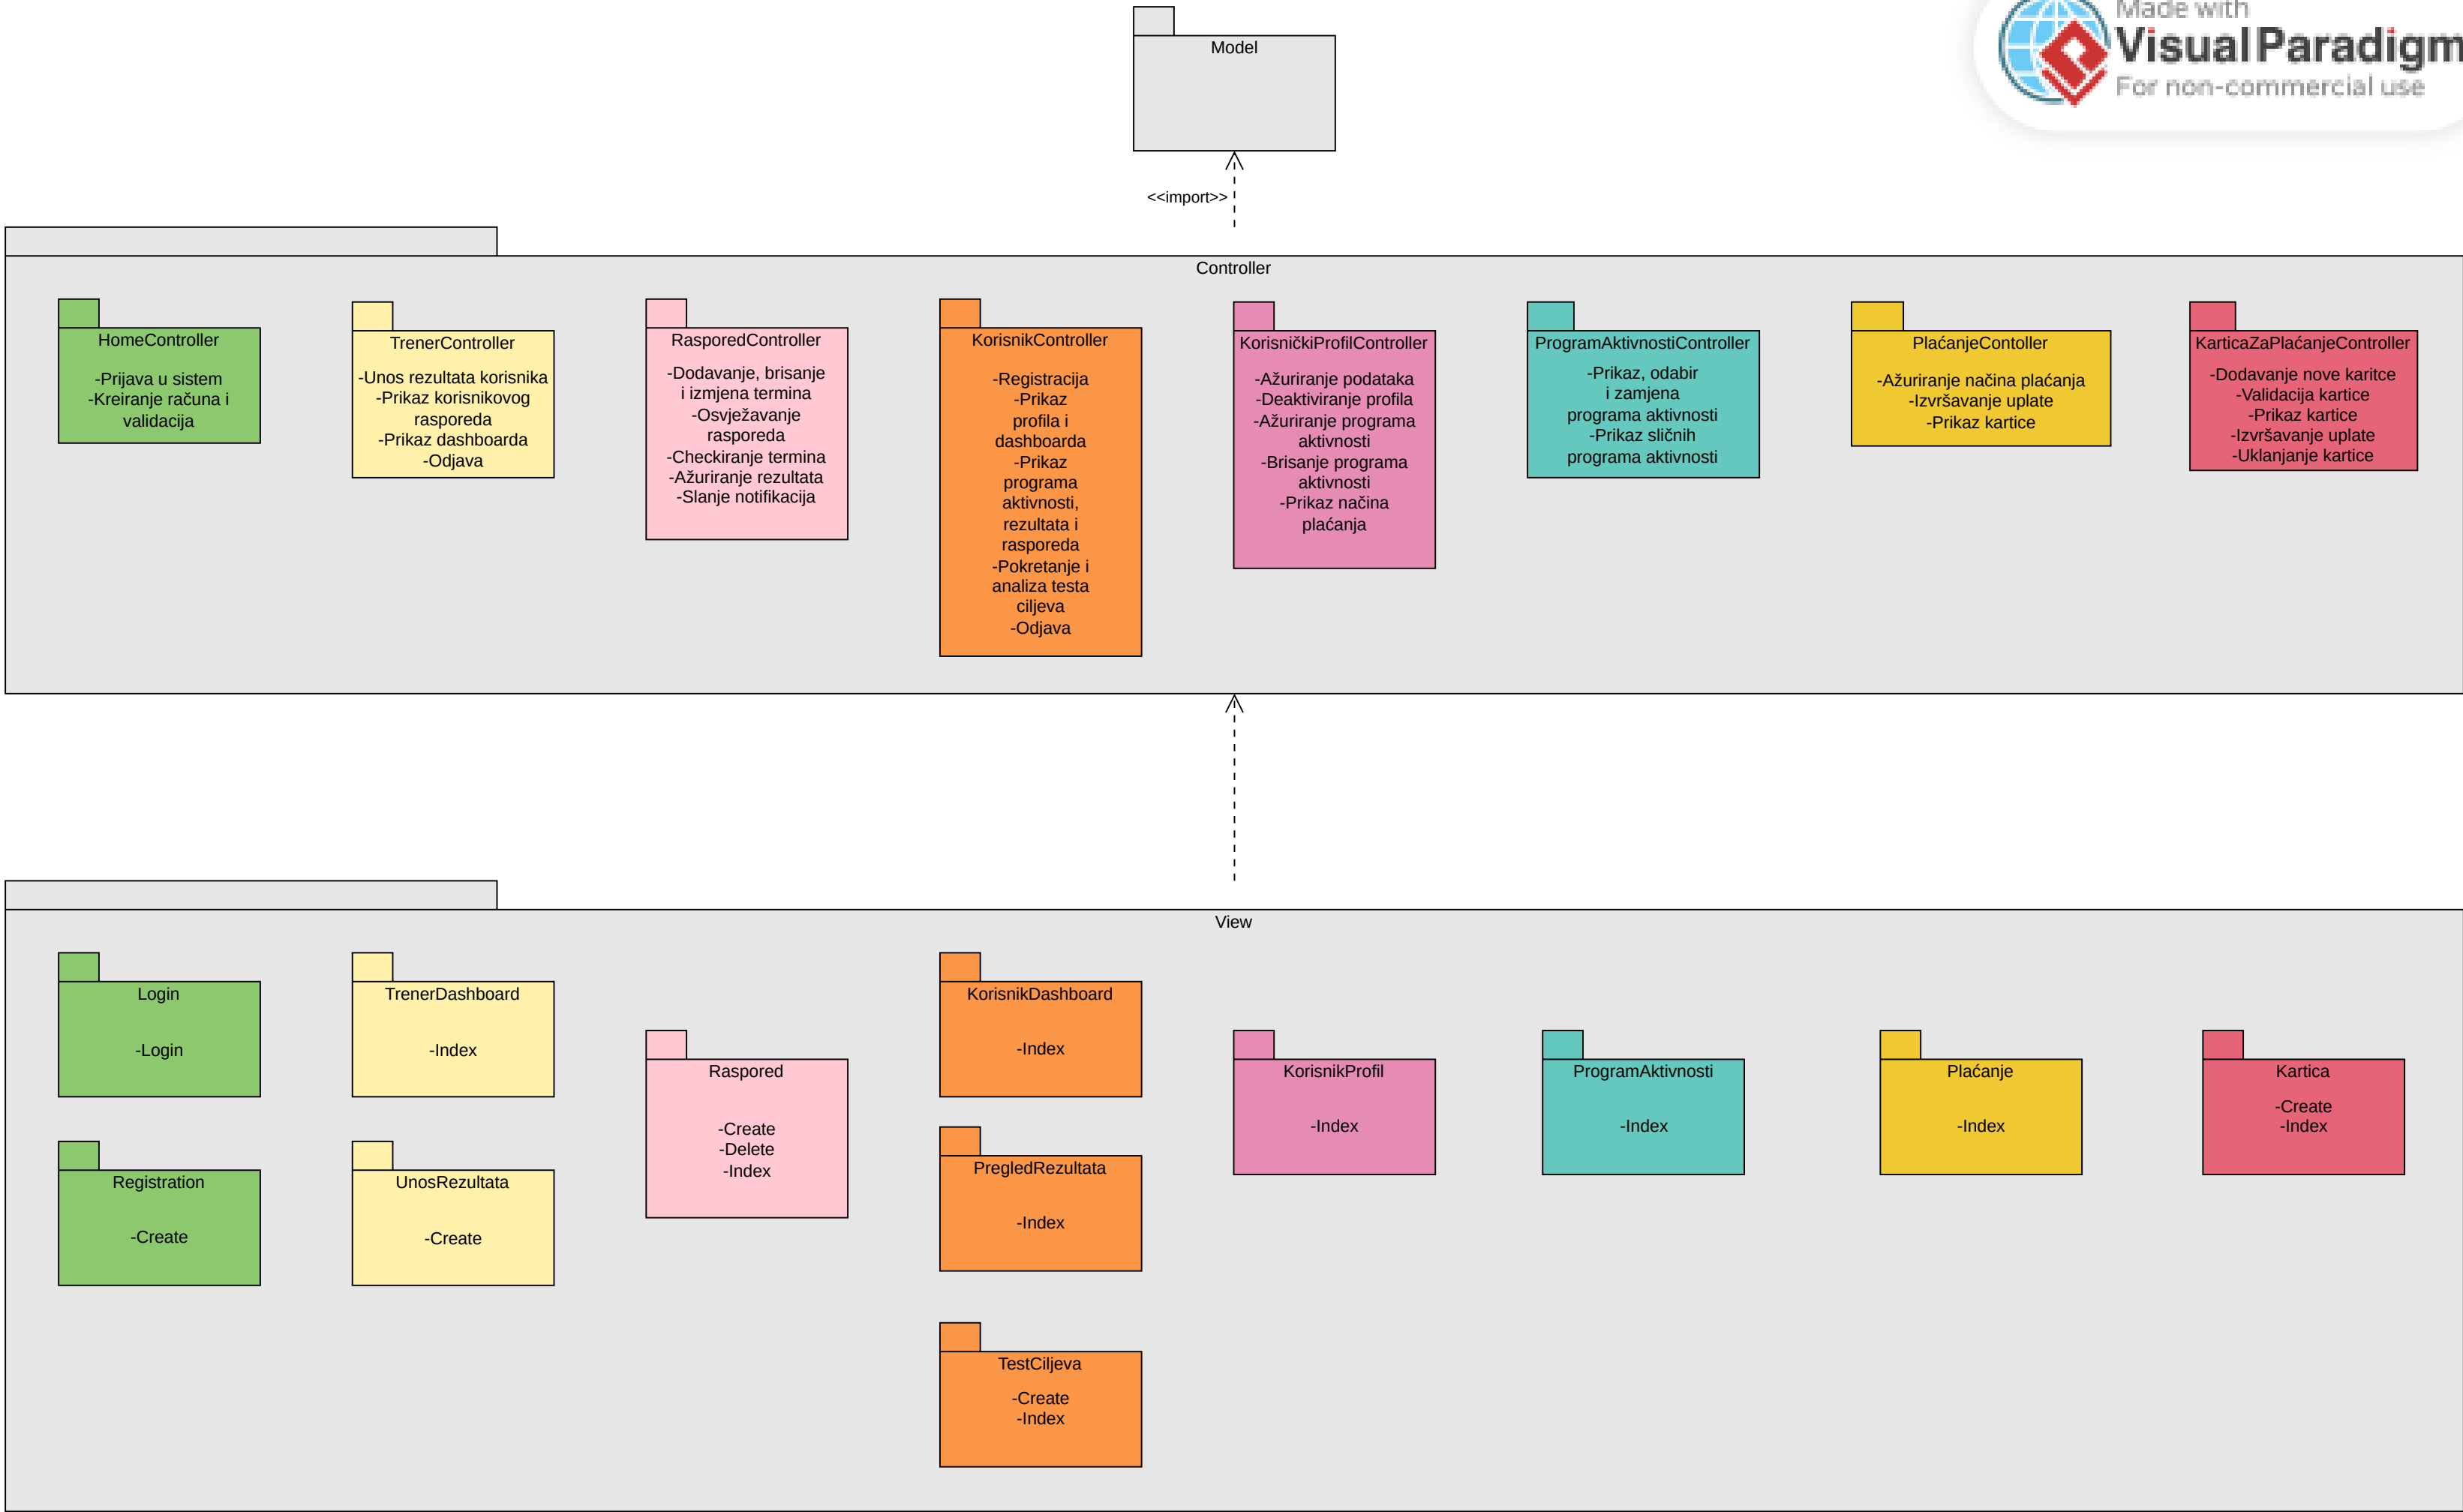 Made with
VisualParadigm
For non-commercial use
Model
<<import>>
Controller
HomeController
-Prijava u sistem
-Kreiranje računa i
validacija
TrenerController
-Unos rezultata korisnika
-Prikaz korisnikovog
rasporeda
-Prikaz dashboarda
-Odjava
RasporedController
-Dodavanje, brisanje
i izmjena termina
-Osvježavanje
rasporeda
-Checkiranje termina
-Ažuriranje rezultata
-Slanje notifikacija
KorisnikController
-Registracija
-Prikaz
profila i
dashboarda
-Prikaz
programa
aktivnosti,
rezultata i
rasporeda
-Pokretanje i
analiza testa
ciljeva
-Odjava
KorisničkiProfilController
-Ažuriranje podataka
-Deaktiviranje profila
-Ažuriranje programa
aktivnosti
-Brisanje programa
aktivnosti
-Prikaz načina
plaćanja
ProgramAktivnostiController
-Prikaz, odabir
i zamjena
programa aktivnosti
-Prikaz sličnih
programa aktivnosti
PlaćanjeContoller
-Ažuriranje načina plaćanja
-Izvršavanje uplate
-Prikaz kartice
KarticaZaPlaćanjeController
-Dodavanje nove karitce
-Validacija kartice
-Prikaz kartice
-Izvršavanje uplate
-Uklanjanje kartice
View
Login
-Login
Registration
-Create
TrenerDashboard
-Index
UnosRezultata
-Create
Raspored
-Create
-Delete
-Index
KorisnikDashboard
-Index
PregledRezultata
-Index
TestCiljeva
-Create
-Index
KorisnikProfil
-Index
ProgramAktivnosti
-Index
Plaćanje
-Index
Kartica
-Create
-Index